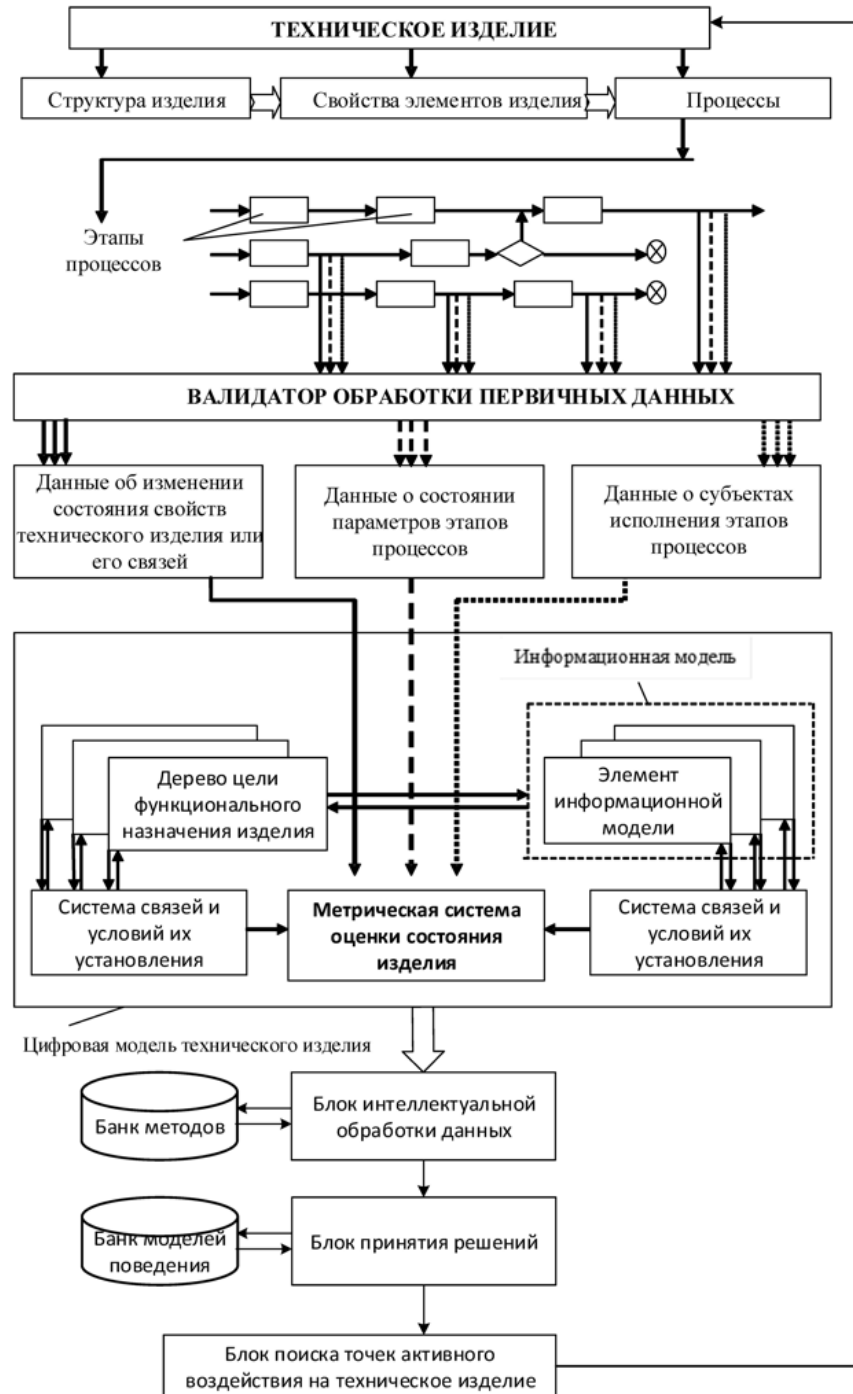 ТЕХНИЧЕСКОЕ ИЗДЕЛИЕ
Структура изделия
Свойства элементов изделия
Процессы
Этапы
процессов
ВАЛИДАТОР ОБРАБОТКИ ПЕРВИЧНЫХ ДАННЫХ
Данные об изменении
состояния свойств
технического изделия или
его связей
Данные о состоянии
параметров этапов
процессов
Данные о субъектах
исполнения этапов
процессов
Информационная модель
Дерево цели
функционального
назначения изделия
Элемент
информационной
модели
Система связей и
условий их
установления
Метрическая система
оценки состояния
изделия
Система связей и
условий их
установления
Цифровая модель технического изделия
Банк методов
Блок интеллектуальной
обработки данных
Банк моделей
поведения
Блок принятия решений
Блок поиска точек активного
воздействия на техническое изделие